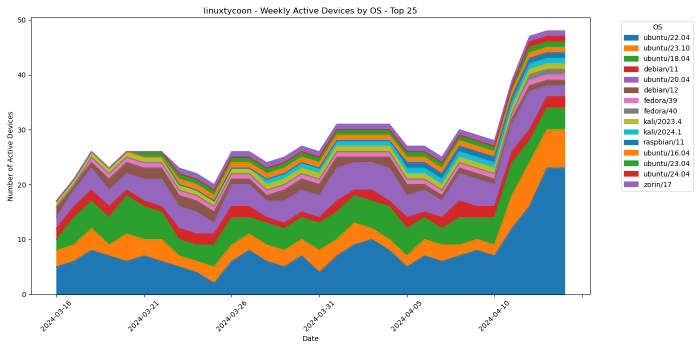 linuxtycoon - Weekly Active Devices by OS - Top 25
Number of Active Devices
50
40
30
20
10
0
2024-03-16
2024-03-21
2024-03-26
2024-03-31
2024-04-05
2024-04-10
Date
OS
ubuntu/22.04
ubuntu/23.10
ubuntu/18.04
debian/11
ubuntu/20.04
debian/12
fedora/39
fedora/40
kali/2023.4
kali/2024.1
raspbian/11
ubuntu/16.04
ubuntu/23.04
ubuntu/24.04
zorin/17